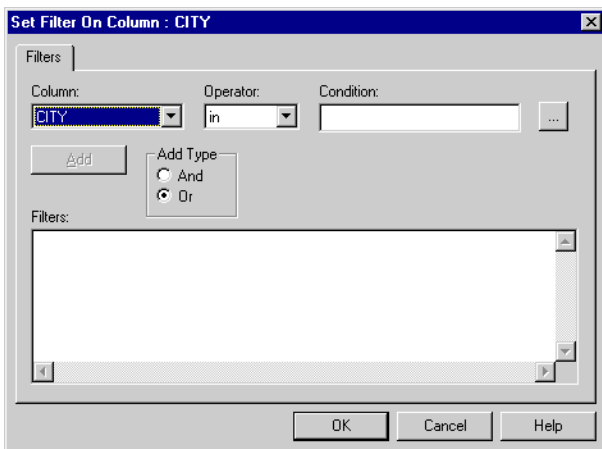 Set Filter On Column : CITY
Filters
Column: Operator: Condition:
CITY in ...
Add
Add Type
And
Or
Filters:
OK Cancel Help